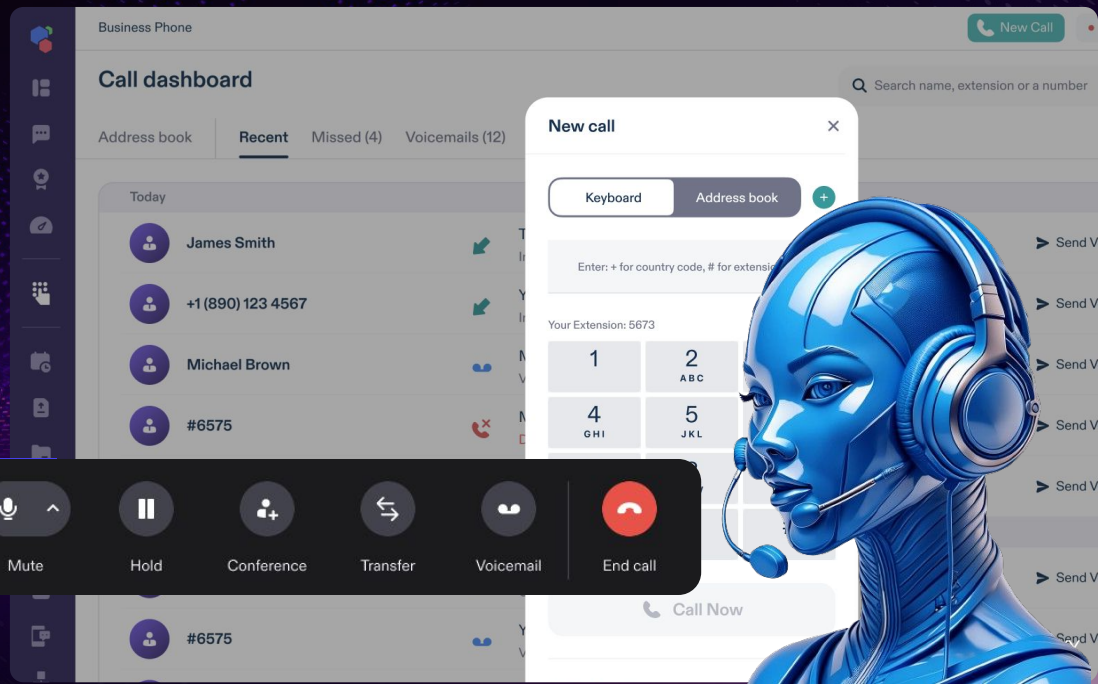 Business Phone
New Call
Call dashboard
Search name, extension or a number
Address book
Recent
Missed (4)
Voicemails (12)
New call
Today
Keyboard
Address book
+
James Smith
Send V
Enter: + for country code, # for extensi
+1 (890) 123 4567
Send V
Your Extension: 5673
Michael Brown
Send V
1
2
ABC
#6575
Send V
4
GHI
5
JKL
Send V
Mute
Hold
Conference
Transfer
Voicemail
End call
Send V
Call Now
#6575
Send V